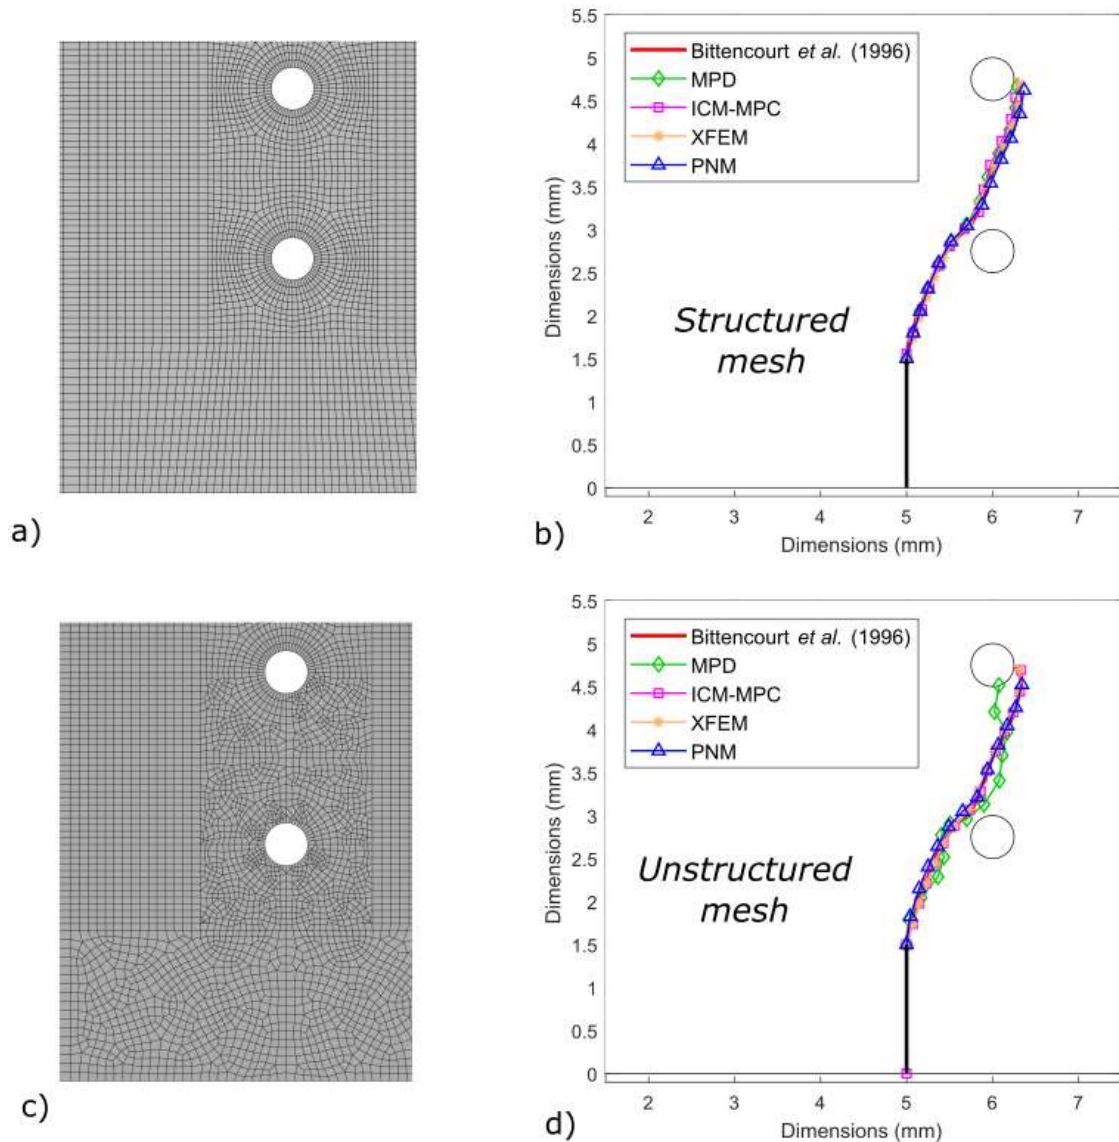 5.5
5
4.5
4
3.5
3
2.5
2
1.5
1
0.5
0
Dimensions (mm)
Bittencourt et al. (1996)
MPD
ICM-MPC
XFEM
PNM
Structured
mesh
2 3 4 5 6 7
Dimensions (mm)
a)
b)
5.5
5
4.5
4
3.5
3
2.5
2
1.5
1
0.5
0
Dimensions (mm)
Bittencourt et al. (1996)
MPD
ICM-MPC
XFEM
PNM
Unstructured
mesh
2 3 4 5 6 7
Dimensions (mm)
c)
d)